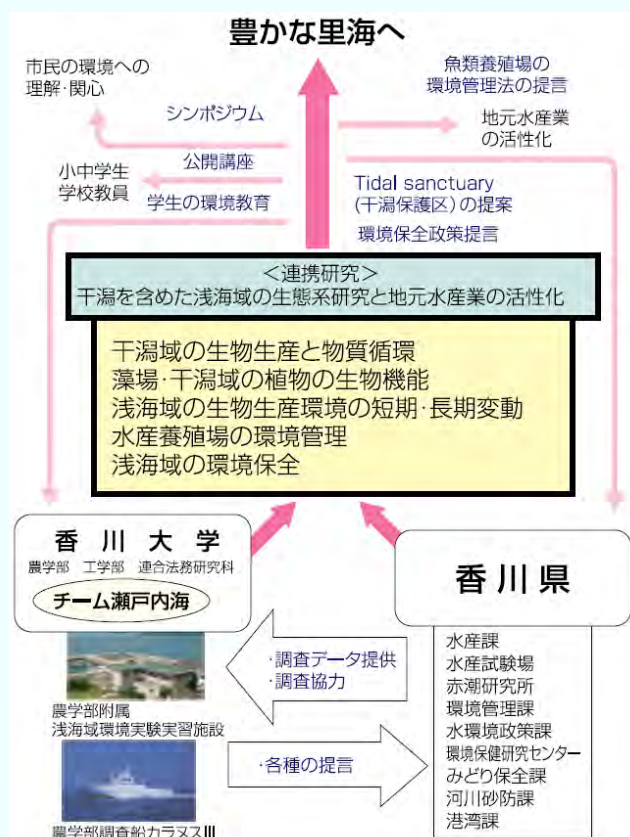 豊かな里海へ
市民の環境への
理解・関心
シンポジウム
公開講座
小中学生
学校教員
学生の環境教育
魚類養殖場の
環境管理法の提言
地元水産業
の活性化
Tidal sanctuary
(干潟保護区)の提案
環境保全政策提言
＜連携研究＞
干潟を含めた浅海域の生態系研究と地元水産業の活性化
干潟域の生物生産と物質循環
藻場・干潟域の植物の生物機能
浅海域の生物生産環境の短期・長期変動
水産養殖場の環境管理
浅海域の環境保全
香川大学
農学部 工学部 連合法務研究科
チーム瀬戸内海
農学部附属
浅海域環境実験実習施設
農学部調査船カラヌスⅢ
・調査データ提供
・調査協力
・各種の提言
香川県
水産課
水産試験場
赤潮研究所
環境管理課
水環境政策課
環境保健研究センター
みどり保全課
河川砂防課
港湾課